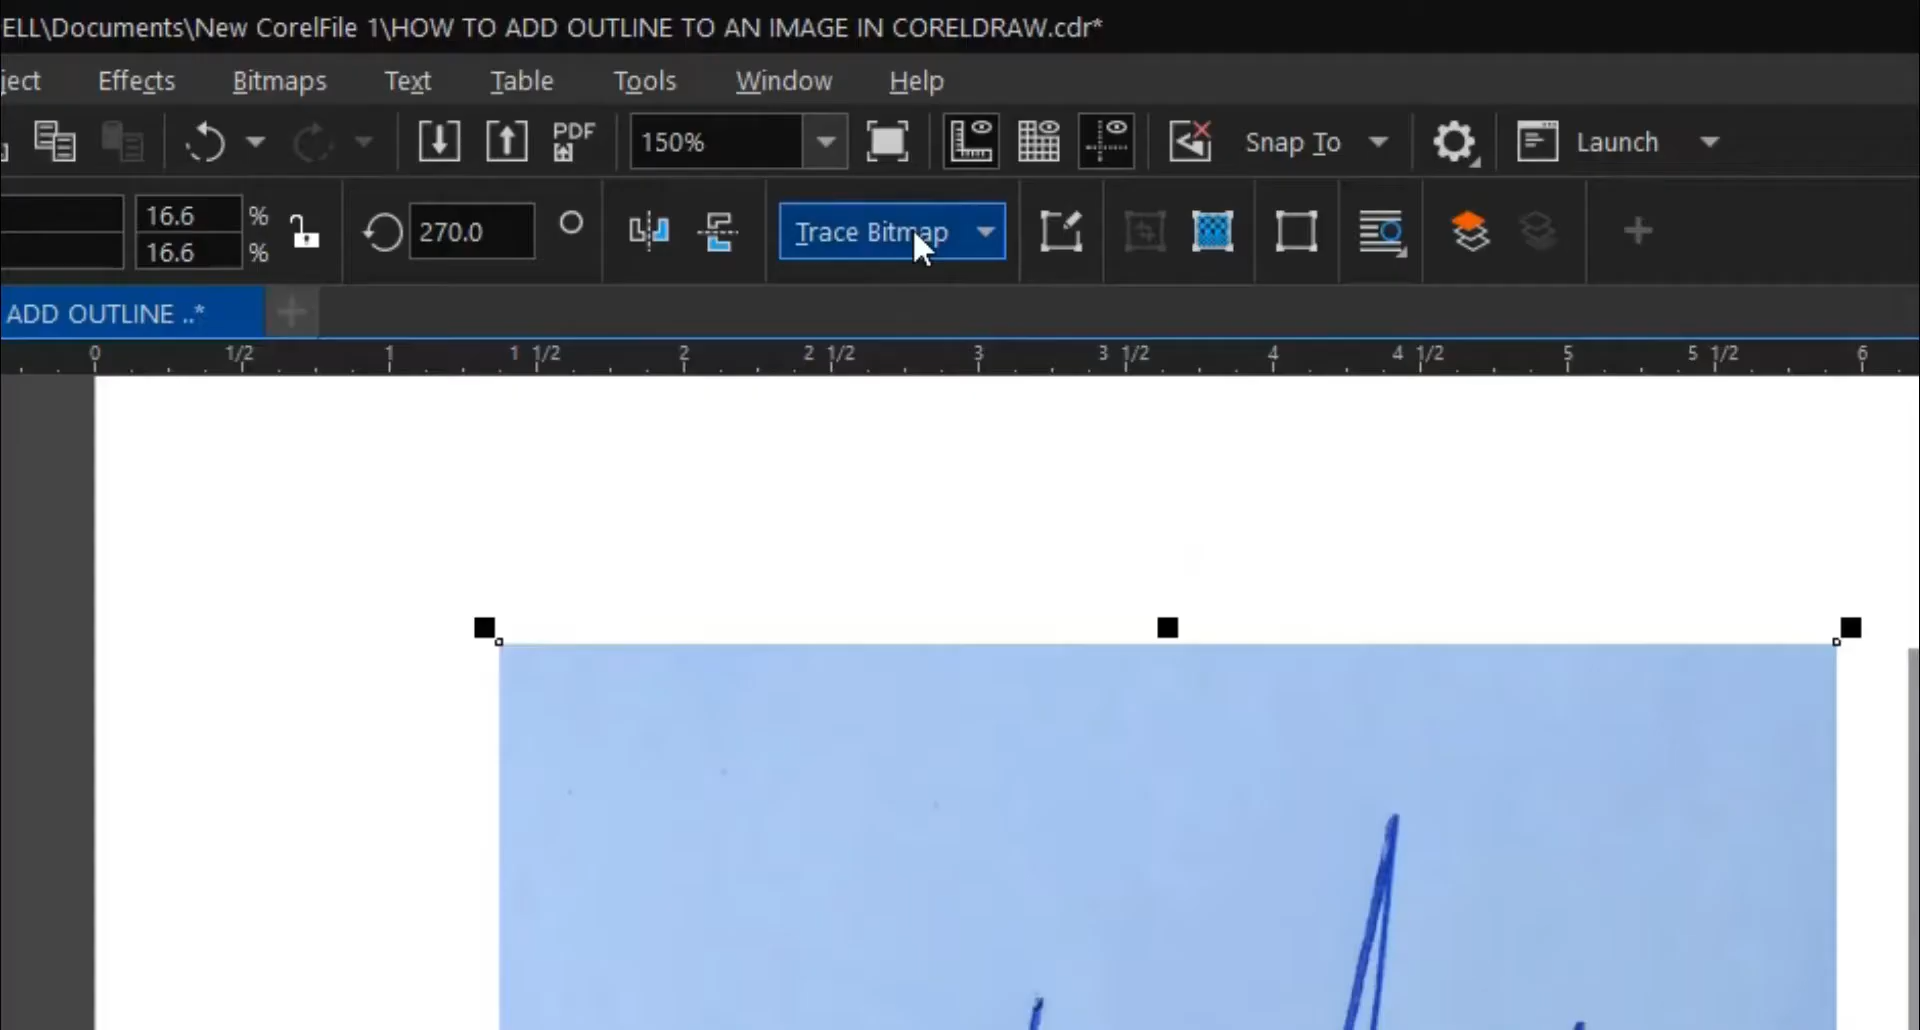 ELL\Documents\New CorelFile 1\HOW TO ADD OUTLINE TO AN IMAGE IN CORELDRAW.cdr*
ject Effects Bitmaps Text Table Tools Window Help
PDF 150% Snap To Launch
16.6 %
16.6 %
270.0 Trace Bitmap
ADD OUTLINE ..*
0 1/2 1 1 1/2 2 2 1/2 3 3 1/2 4 4 1/2 5 5 1/2 6